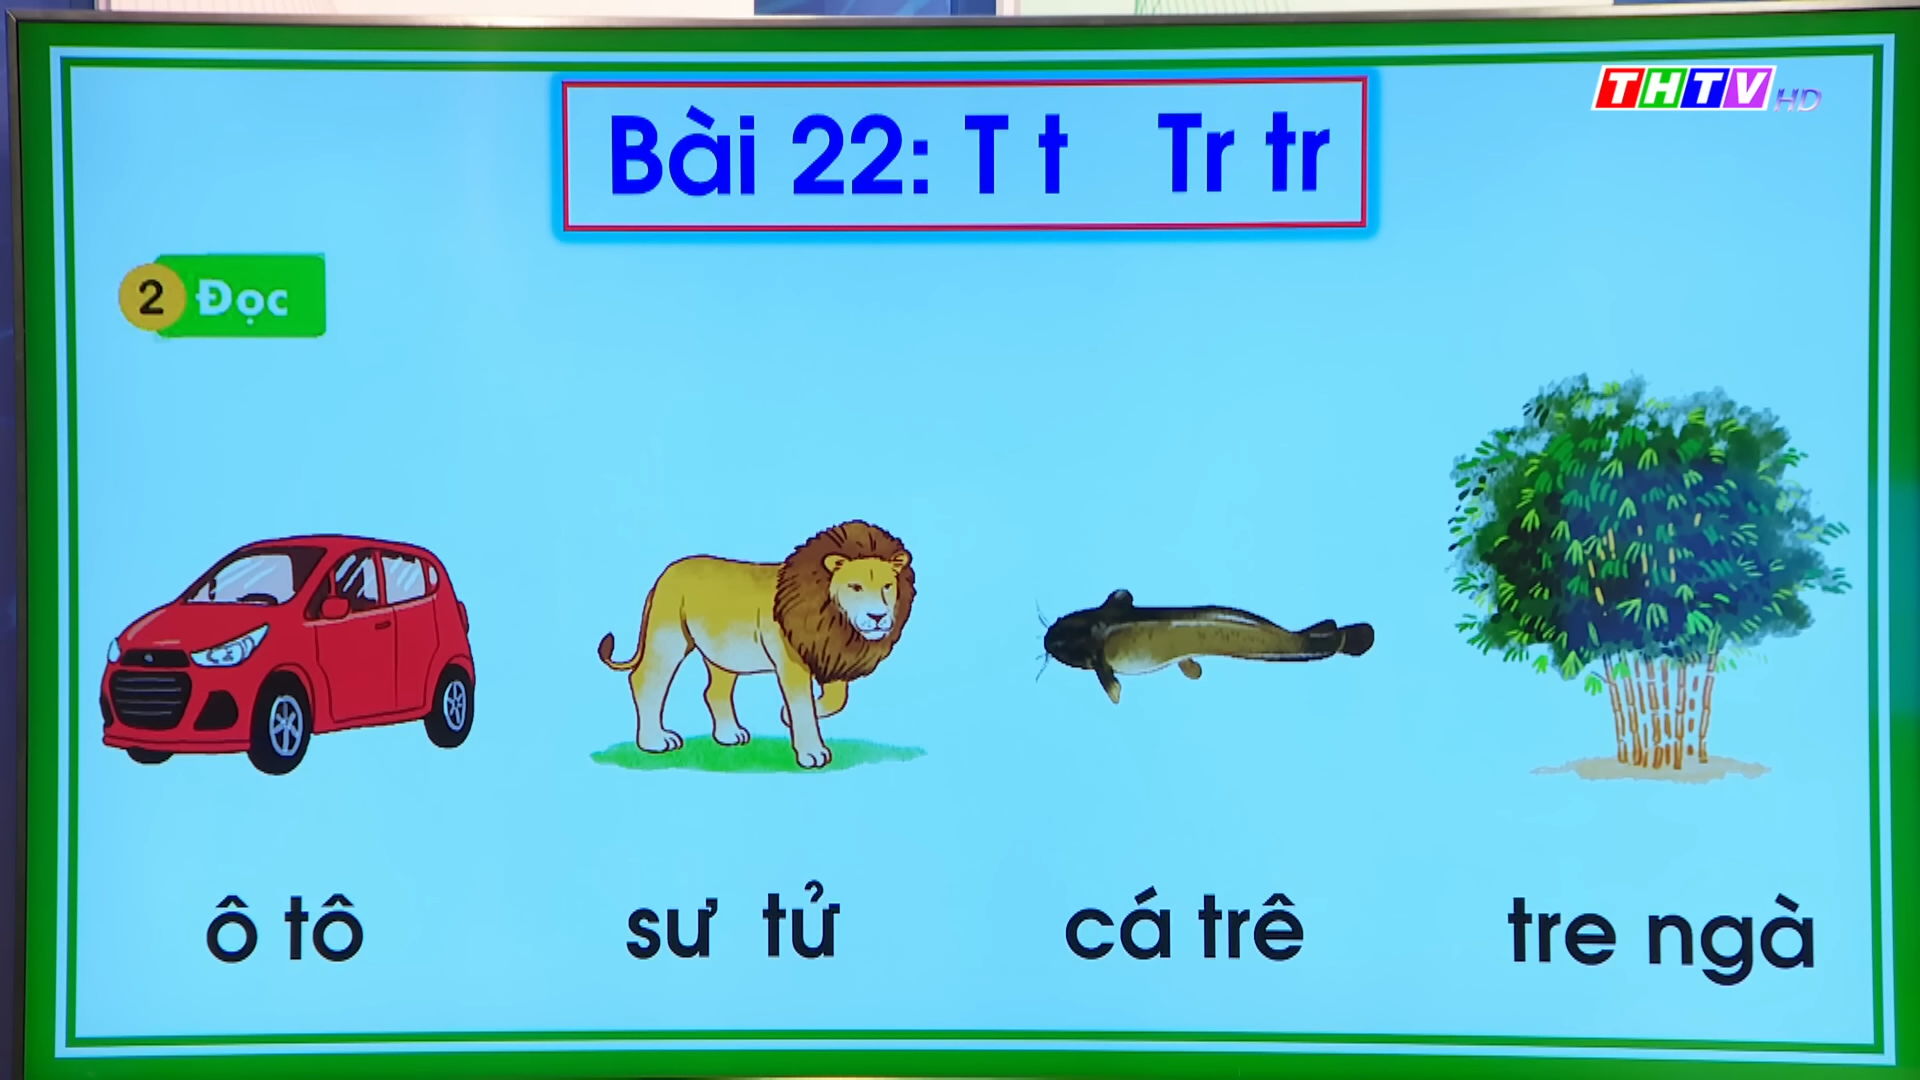 THTV HD
Bài 22: T t Tr tr
2 Đọc
ô tô
sư tử
cá trê
tre ngà